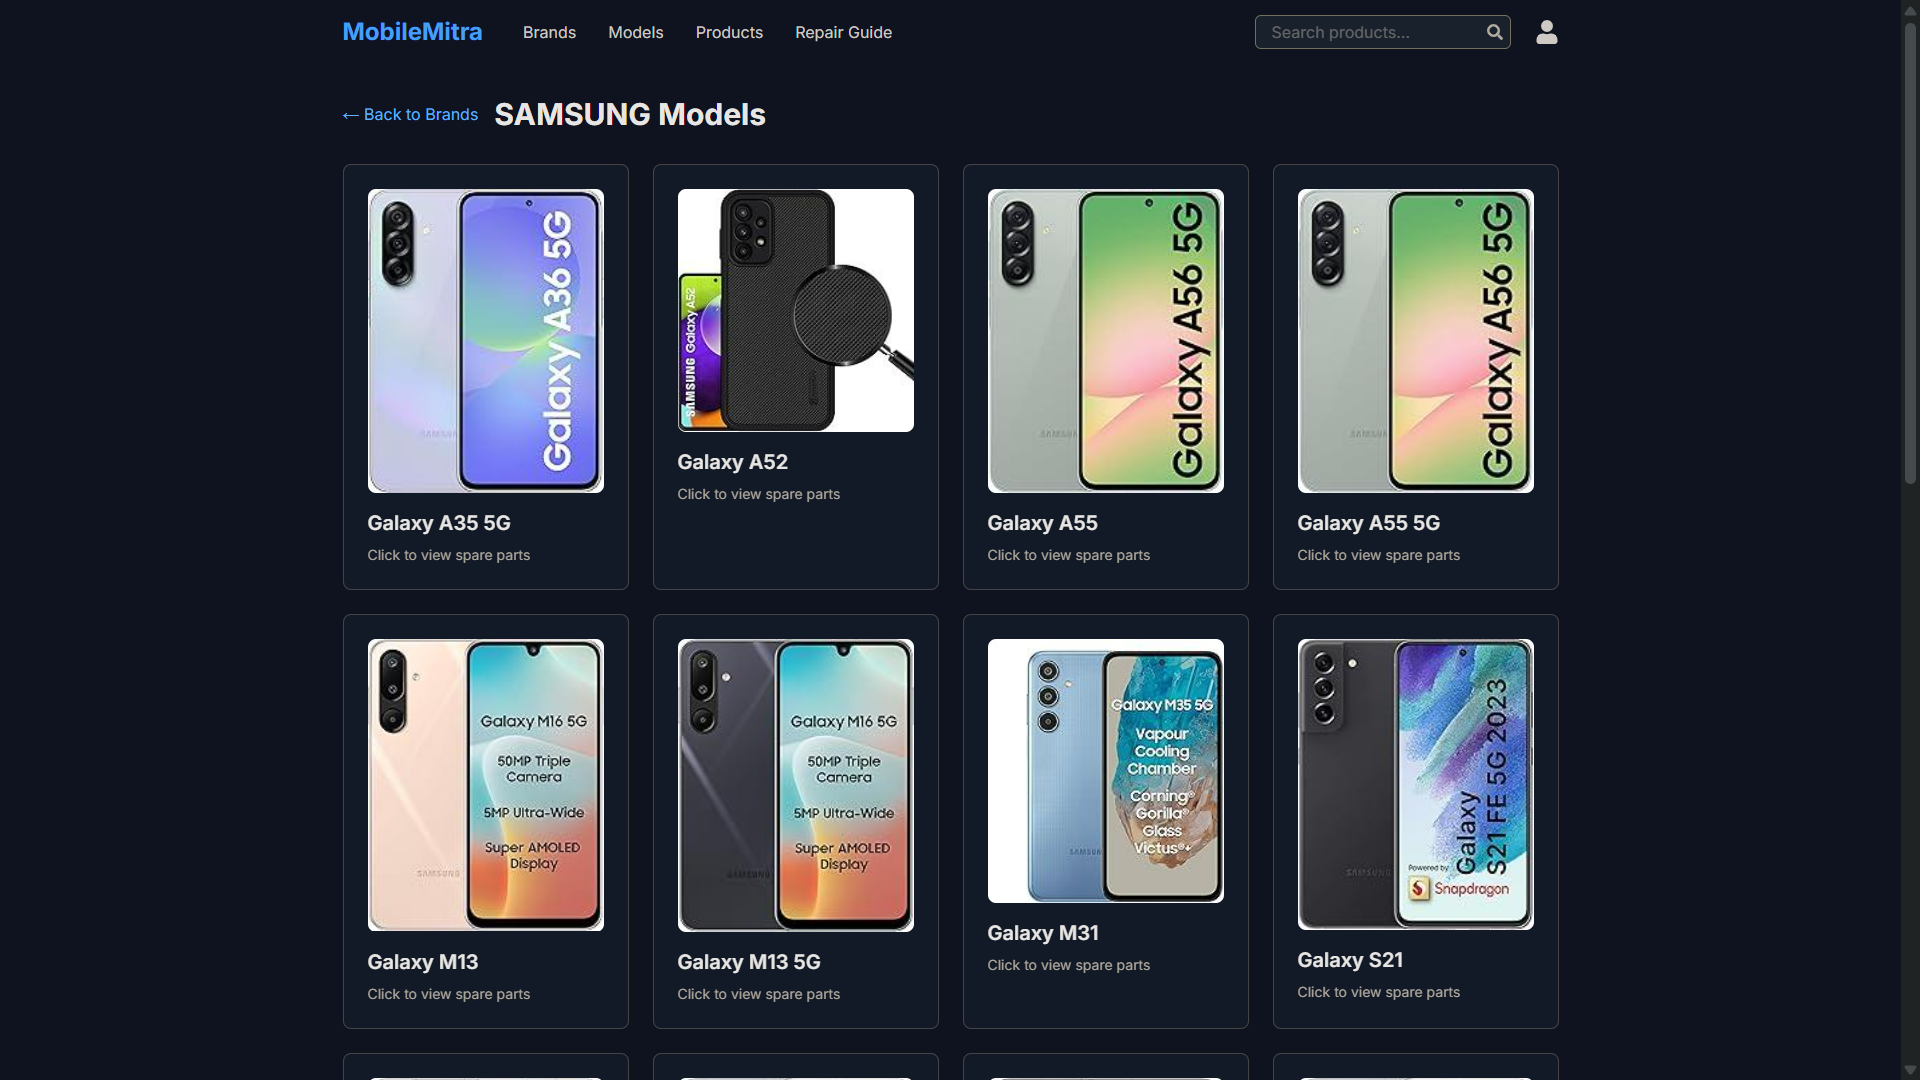 MobileMitra
Brands
Models
Products
Repair Guide
Search products...
← Back to Brands
SAMSUNG Models
Galaxy A36 5G
SAMSUNG
Galaxy A35 5G
Click to view spare parts
SAMSUNG Galaxy A52
Galaxy A52
Click to view spare parts
Galaxy A56 5G
SAMSUNG
Galaxy A55
Click to view spare parts
Galaxy A56 5G
SAMSUNG
Galaxy A55 5G
Click to view spare parts
Galaxy M16 5G
50MP Triple
Camera
5MP Ultra-Wide
Super AMOLED
Display
SAMSUNG
Galaxy M13
Click to view spare parts
Galaxy M16 5G
50MP Triple
Camera
5MP Ultra-Wide
Super AMOLED
Display
SAMSUNG
Galaxy M13 5G
Click to view spare parts
Galaxy M35 5G
Vapour
Cooling
Chamber
Corning®
Gorilla®
Glass
Victus®+
SAMSUNG
Galaxy M31
Click to view spare parts
Galaxy
S21 FE 5G 2023
SAMSUNG
Powered by
Snapdragon
Galaxy S21
Click to view spare parts